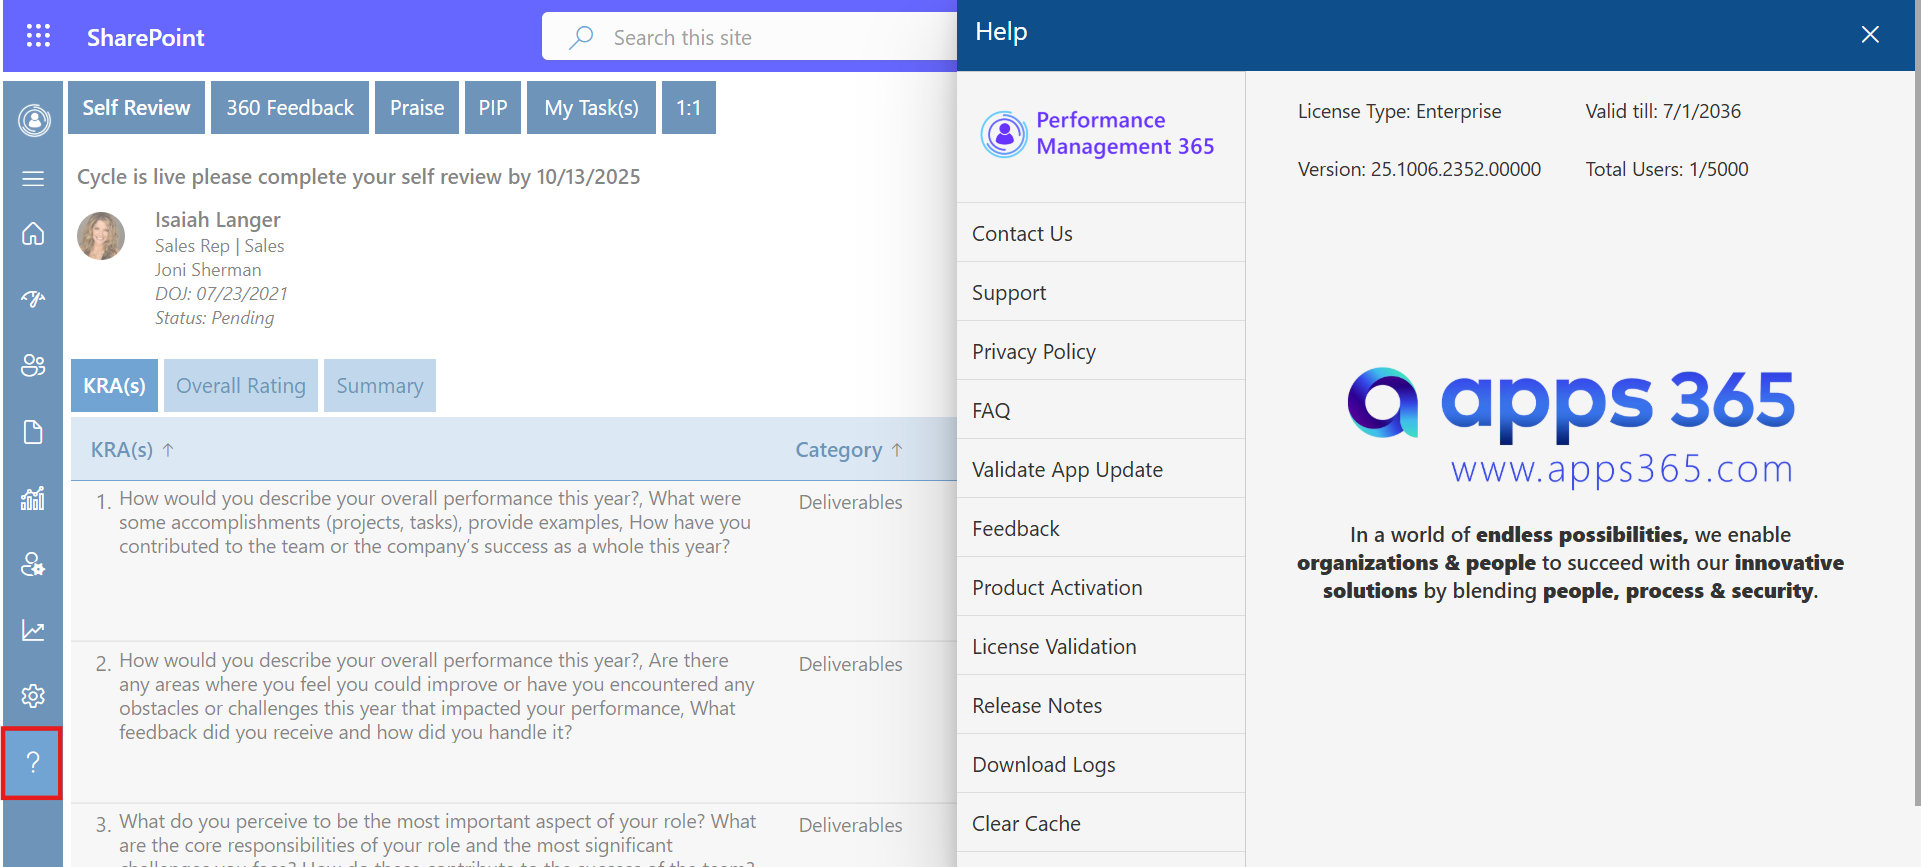 SharePoint
Search this site
Self Review
360 Feedback
Praise
PIP
My Task(s)
1:1
Cycle is live please complete your self review by 10/13/2025
Isaiah Langer
Sales Rep | Sales
Joni Sherman
DOJ: 07/23/2021
Status: Pending
KRA(s)
Overall Rating
Summary
KRA(s) ↑
Category ↑
1. How would you describe your overall performance this year?, What were
some accomplishments (projects, tasks), provide examples, How have you
contributed to the team or the company's success as a whole this year?
Deliverables
2. How would you describe your overall performance this year?, Are there
any areas where you feel you could improve or have you encountered any
obstacles or challenges this year that impacted your performance, What
feedback did you receive and how did you handle it?
Deliverables
3. What do you perceive to be the most important aspect of your role? What
are the core responsibilities of your role and the most significant
Deliverables
?
Help
Performance
Management 365
Contact Us
Support
Privacy Policy
FAQ
Validate App Update
Feedback
Product Activation
License Validation
Release Notes
Download Logs
Clear Cache
License Type: Enterprise
Valid till: 7/1/2036
Version: 25.1006.2352.00000
Total Users: 1/5000
apps 365
www.apps365.com
In a world of endless possibilities, we enable
organizations & people to succeed with our innovative
solutions by blending people, process & security.